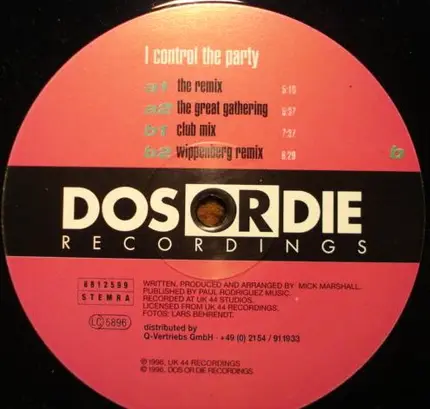 I control the party
a1 the remix 5:10
a2 the great gathering 5:37
b1 club mix 7:37
b2 wippenberg remix 6:29
b
DOS OR DIE
RECORDINGS
6912599
STEMRA
LC 5896
WRITTEN, PRODUCED AND ARRANGED BY MICK MARSHALL.
PUBLISHED BY PAUL RODRIGUEZ MUSIC.
RECORDED AT UK 44 STUDIOS.
LICENSED FROM UK 44 RECORDINGS.
FOTOS: LARS BEHRENDT.
distributed by
Q-Vertriebs GmbH · +49 (0) 2154 / 911933
℗ 1996, UK 44 RECORDINGS
© 1996, DOS OR DIE RECORDINGS